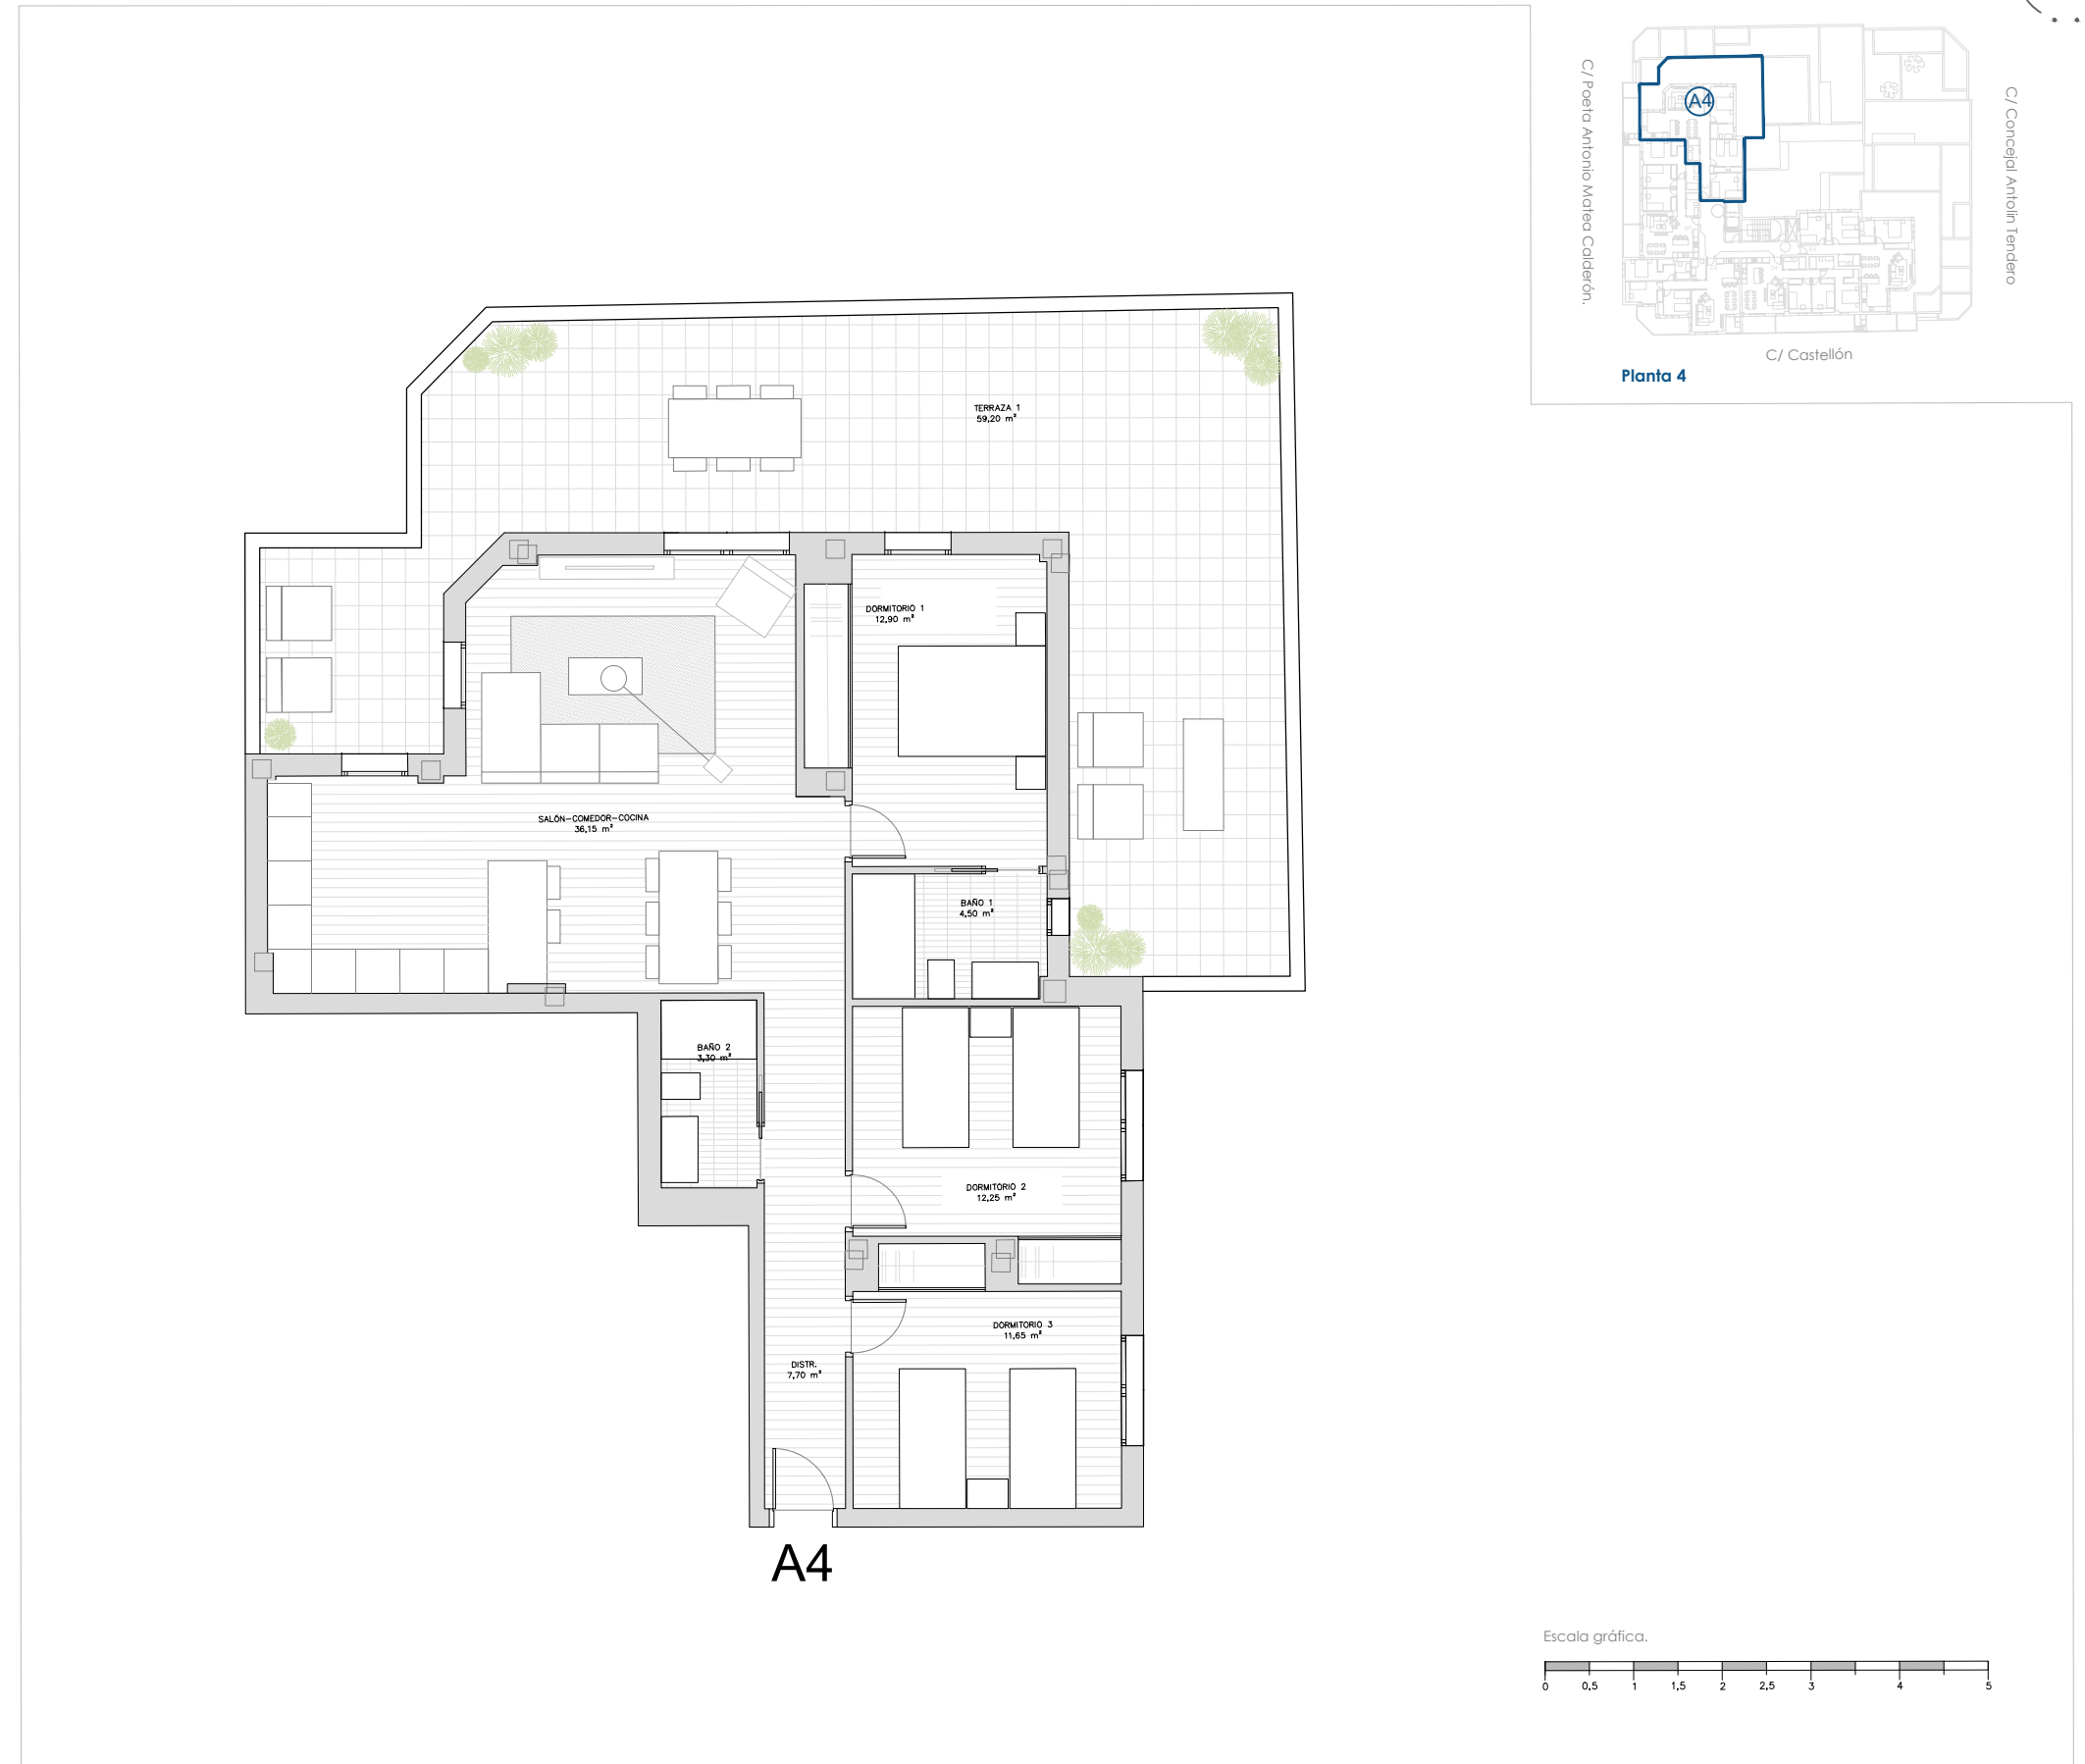 C/ Poeta Antonio Matea Calderón.
A4
C/ Concejal Antolin Tendero
C/ Castellón
Planta 4
TERRAZA 1
59,20 m²
DORMITORIO 1
12,90 m²
SALÓN-COMEDOR-COCINA
36,15 m²
BAÑO 1
4,50 m²
BAÑO 2
3,30 m²
DORMITORIO 2
12,25 m²
DORMITORIO 3
11,65 m²
DISTR.
7,70 m²
A4
Escala gráfica.
0 0,5 1 1,5 2 2,5 3 4 5